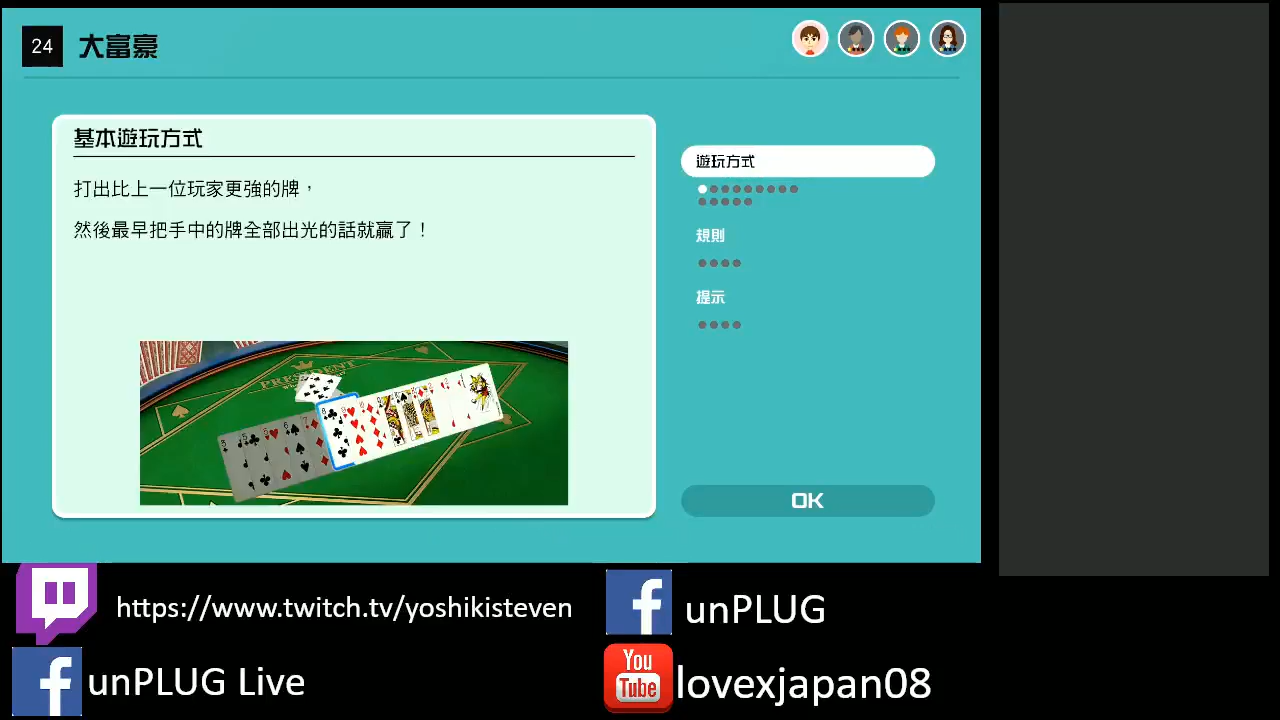 24
大富豪
基本遊玩方式
打出比上一位玩家更強的牌，
然後最早把手中的牌全部出光的話就贏了！
PRESIDENT
遊玩方式
規則
提示
OK
https://www.twitch.tv/yoshikisteven
unPLUG
unPLUG Live
You
Tube
lovexjapan08